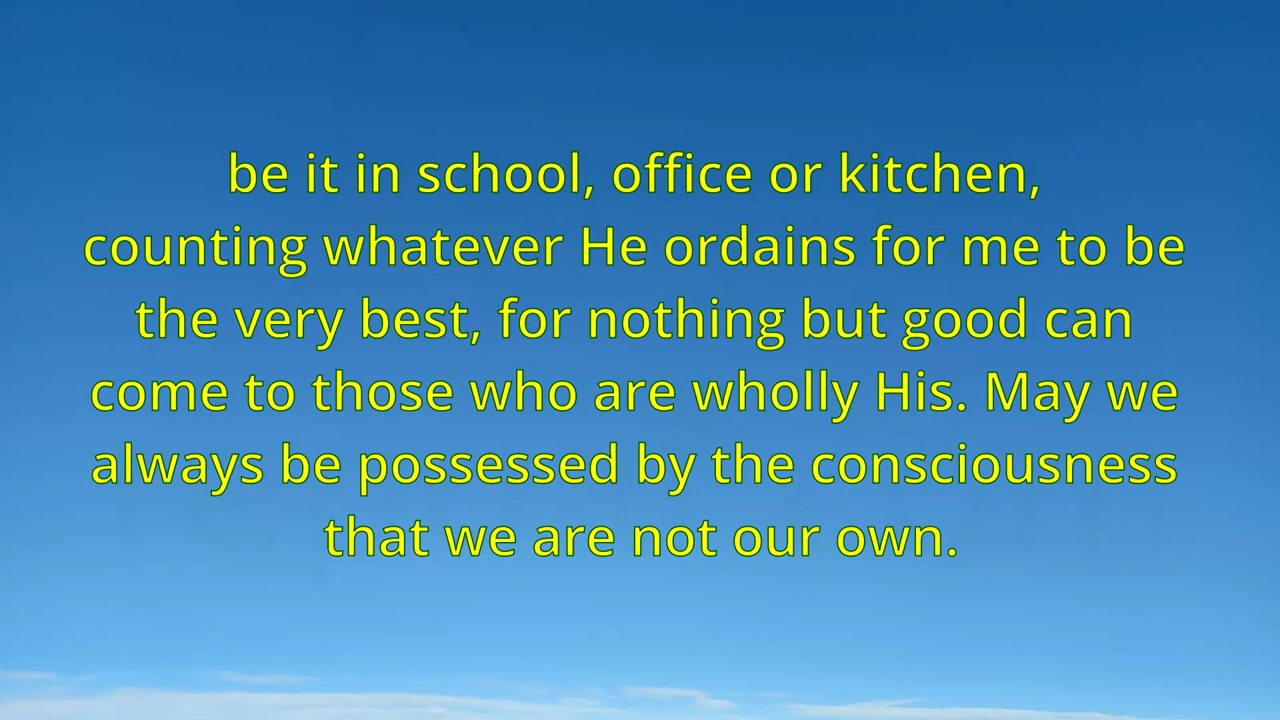 be it in school, office or kitchen,
counting whatever He ordains for me to be
the very best, for nothing but good can
come to those who are wholly His. May we
always be possessed by the consciousness
that we are not our own.